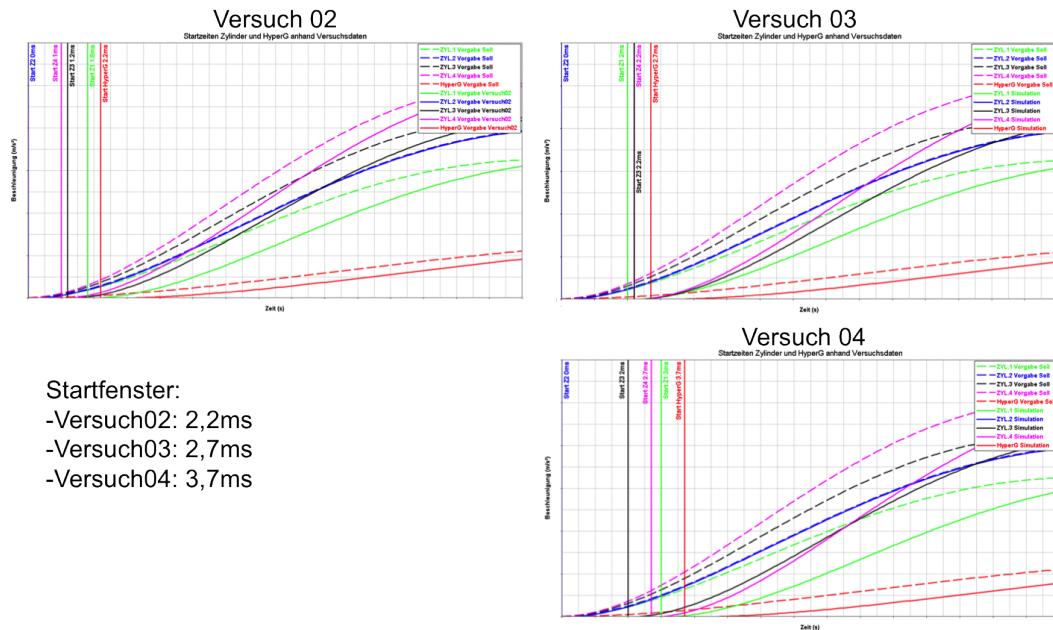 Versuch 02
Startzeiten Zylinder und HyperG anhand Versuchsdaten
Start Z2 0ms
Start Z4 1ms
Start Z3 1.2ms
Start Z1 1.8ms
Start HyperG 2.2ms
ZYL.1 Vorgabe Soll
ZYL.2 Vorgabe Soll
ZYL.3 Vorgabe Soll
ZYL.4 Vorgabe Soll
HyperG Vorgabe Soll
ZYL.1 Vorgabe Versuch02
ZYL.2 Vorgabe Versuch02
ZYL.3 Vorgabe Versuch02
ZYL.4 Vorgabe Versuch02
HyperG Vorgabe Versuch02
Beschleunigung (m/s²)
Zeit (s)
Versuch 03
Startzeiten Zylinder und HyperG anhand Versuchsdaten
Start Z2 0ms
Start Z1 2ms
Start Z4 2.2ms
Start Z3 2.2ms
Start HyperG 2.7ms
ZYL.1 Vorgabe Soll
ZYL.2 Vorgabe Soll
ZYL.3 Vorgabe Soll
ZYL.4 Vorgabe Soll
HyperG Vorgabe Soll
ZYL.1 Simulation
ZYL.2 Simulation
ZYL.3 Simulation
ZYL.4 Simulation
HyperG Simulation
Beschleunigung (m/s²)
Zeit (s)
Startfenster:
-Versuch02: 2,2ms
-Versuch03: 2,7ms
-Versuch04: 3,7ms
Versuch 04
Startzeiten Zylinder und HyperG anhand Versuchsdaten
Start Z2 0ms
Start Z3 2ms
Start Z4 2.7ms
Start Z1 3ms
Start HyperG 3.7ms
ZYL.1 Vorgabe Soll
ZYL.2 Vorgabe Soll
ZYL.3 Vorgabe Soll
ZYL.4 Vorgabe Soll
HyperG Vorgabe Sol
ZYL.1 Simulation
ZYL.2 Simulation
ZYL.3 Simulation
ZYL.4 Simulation
HyperG Simulation
Beschleunigung (m/s²)
Zeit (s)